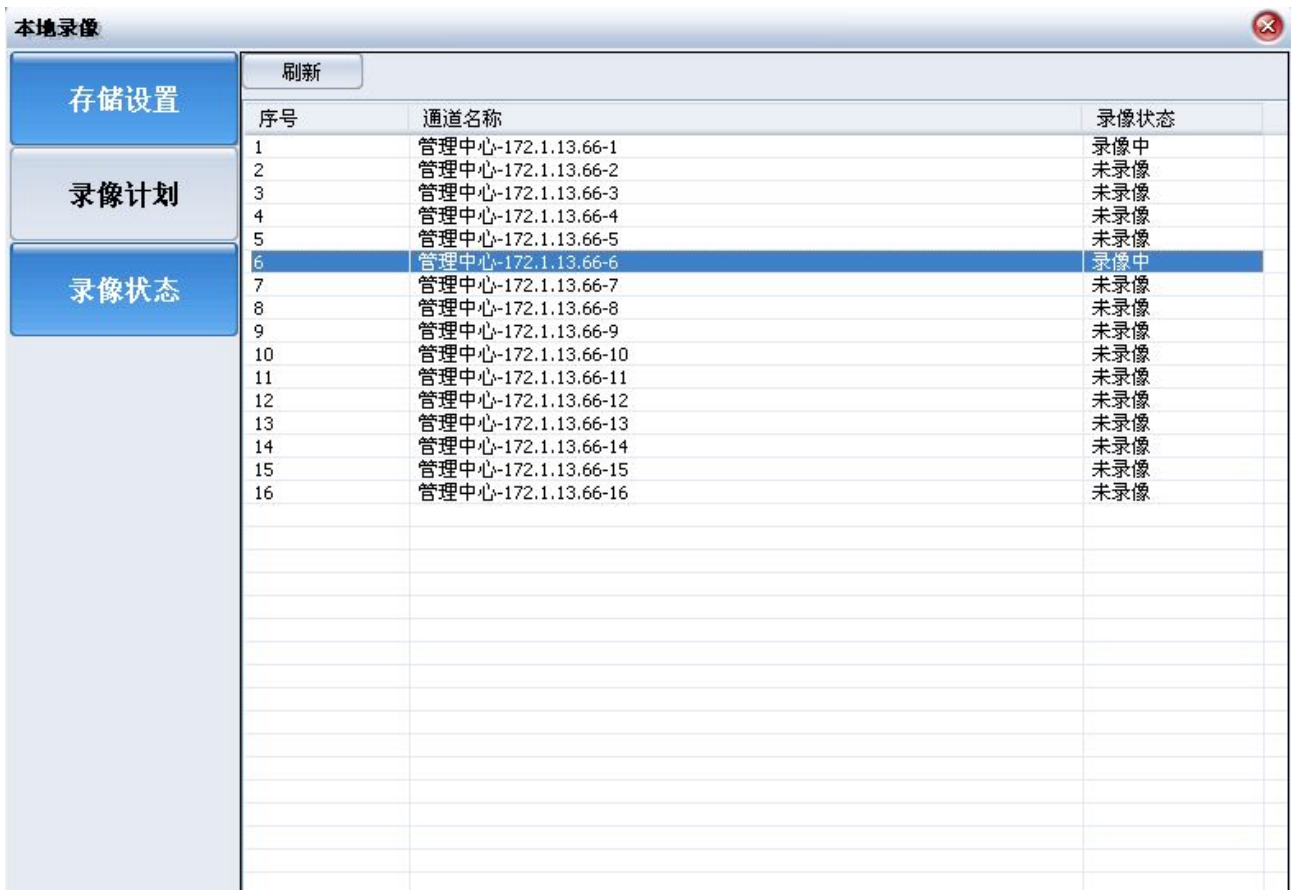 本地录像
存储设置
录像计划
录像状态
刷新
序号 通道名称 录像状态
1 管理中心-172.1.13.66-1 录像中
2 管理中心-172.1.13.66-2 未录像
3 管理中心-172.1.13.66-3 未录像
4 管理中心-172.1.13.66-4 未录像
5 管理中心-172.1.13.66-5 未录像
6 管理中心-172.1.13.66-6 录像中
7 管理中心-172.1.13.66-7 未录像
8 管理中心-172.1.13.66-8 未录像
9 管理中心-172.1.13.66-9 未录像
10 管理中心-172.1.13.66-10 未录像
11 管理中心-172.1.13.66-11 未录像
12 管理中心-172.1.13.66-12 未录像
13 管理中心-172.1.13.66-13 未录像
14 管理中心-172.1.13.66-14 未录像
15 管理中心-172.1.13.66-15 未录像
16 管理中心-172.1.13.66-16 未录像